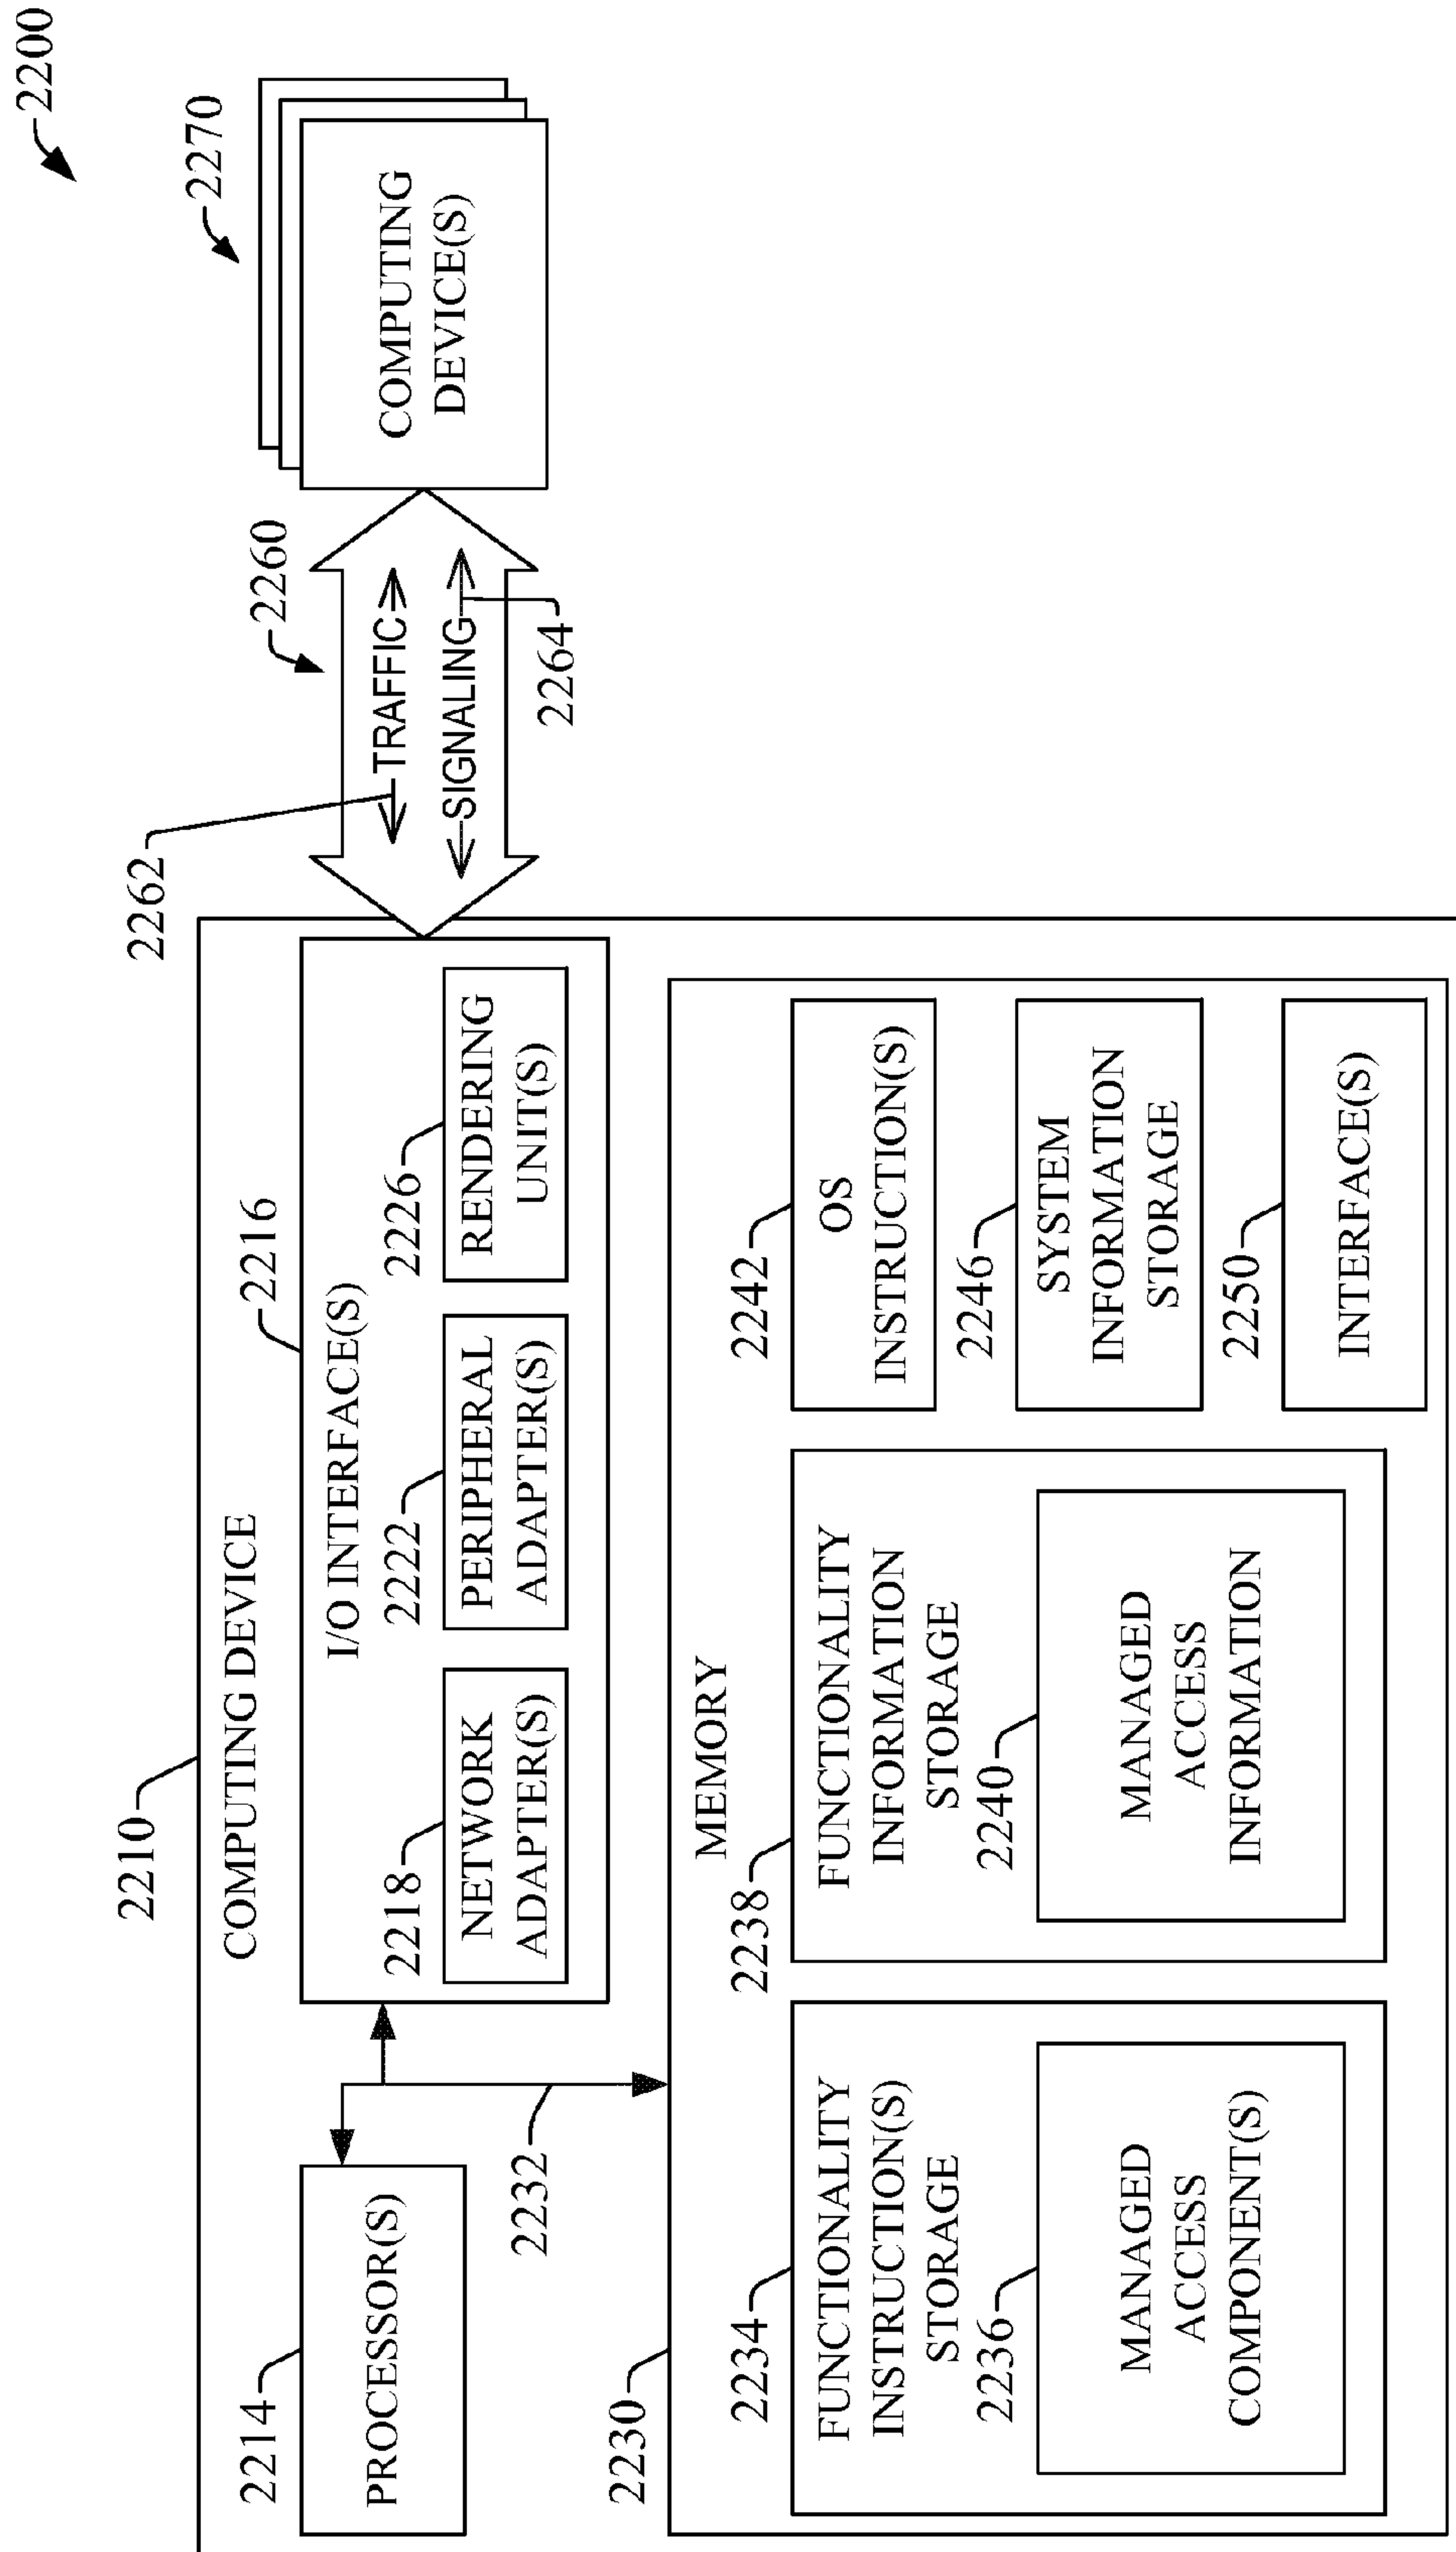 2200
2210
COMPUTING DEVICE
2214
PROCESSOR(S)
2216
I/O INTERFACE(S)
2218
NETWORK
ADAPTER(S)
2222
PERIPHERAL
ADAPTER(S)
2226
RENDERING
UNIT(S)
2262
2260
TRAFFIC
SIGNALING
2264
2270
COMPUTING
DEVICE(S)
2232
2230
MEMORY
2234
FUNCTIONALITY
INSTRUCTION(S)
STORAGE
2236
MANAGED
ACCESS
COMPONENT(S)
2238
FUNCTIONALITY
INFORMATION
STORAGE
2240
MANAGED
ACCESS
INFORMATION
2242
OS
INSTRUCTION(S)
2246
SYSTEM
INFORMATION
STORAGE
2250
INTERFACE(S)